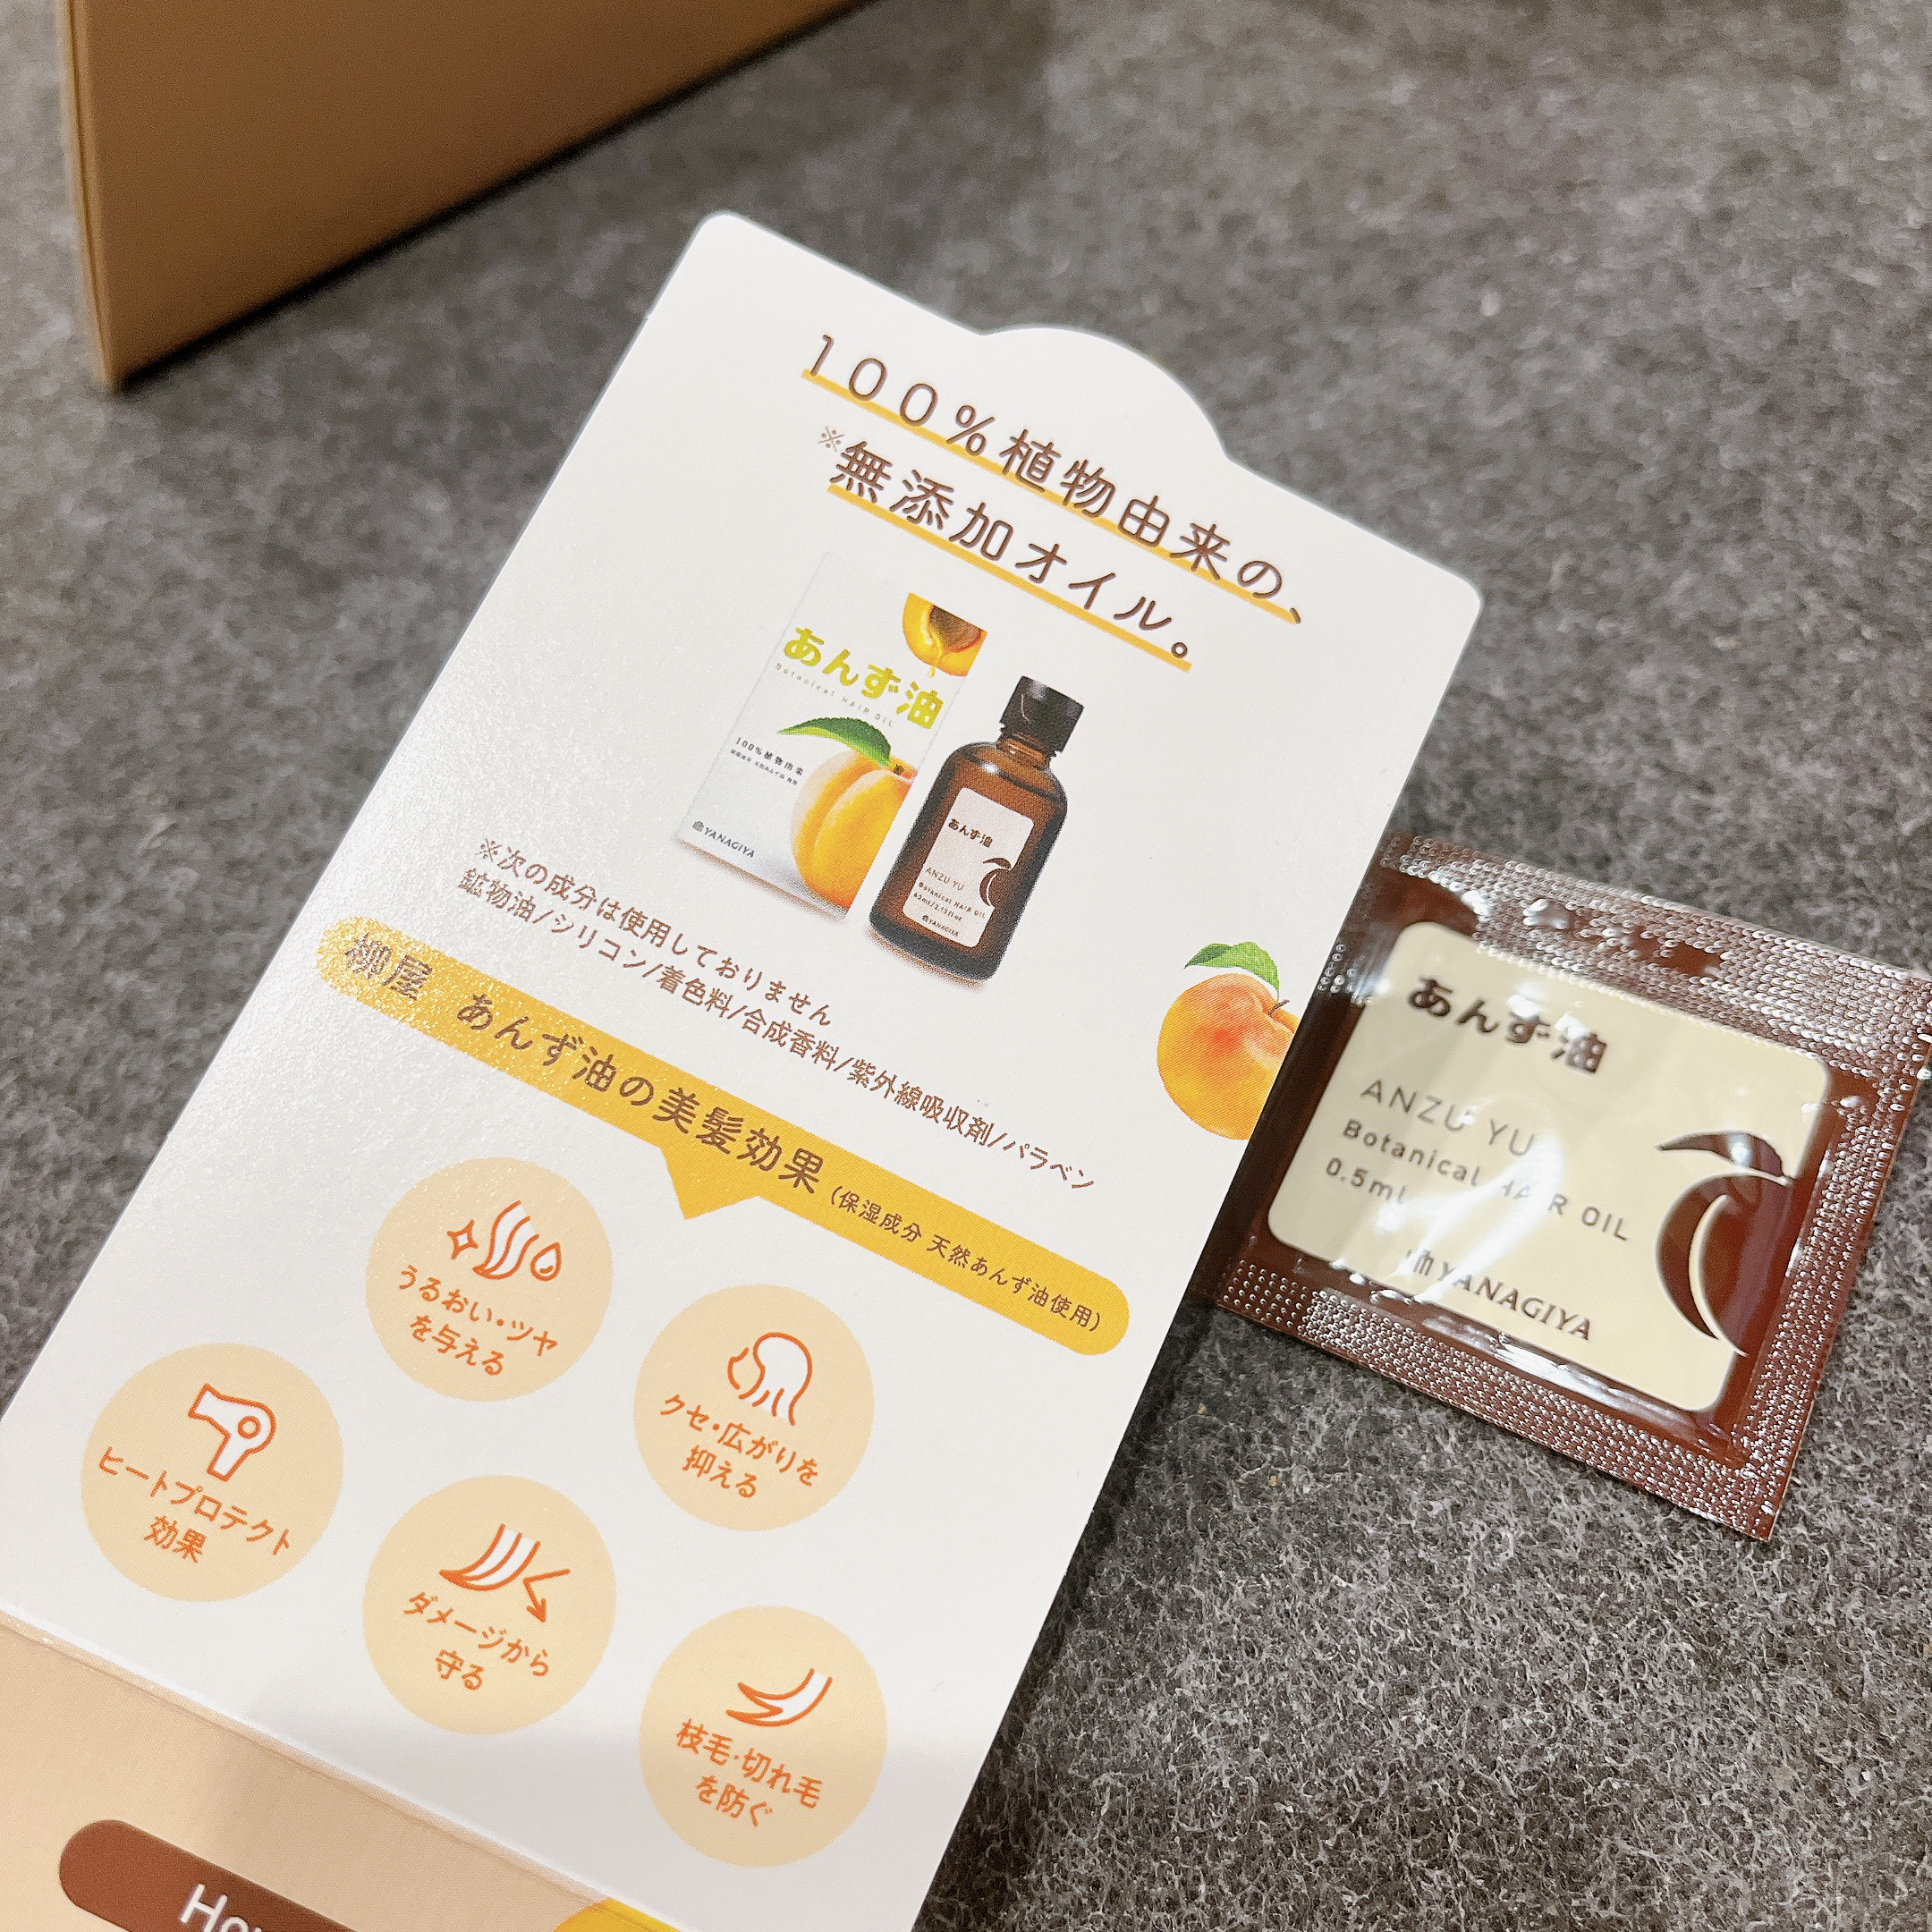 100%植物由来の、
※無添加オイル。
あんず油
Botanical HAIR OIL
100%植物由来
YANAGIYA
あんず油
ANZU YU
Botanical HAIR OIL
63ml/2.13fl.oz
YANAGIYA
※次の成分は使用しておりません
鉱物油/シリコン/着色料/合成香料/紫外線吸収剤/パラベン
柳屋 あんず油の美髪効果(保湿成分 天然あんず油使用)
うるおい・ツヤ
を与える
クセ・広がりを
抑える
ヒートプロテクト
効果
ダメージから
守る
枝毛・切れ毛
を防ぐ
あんず油
ANZU YU
Botanical HAIR OIL
0.5ml
YANAGIYA